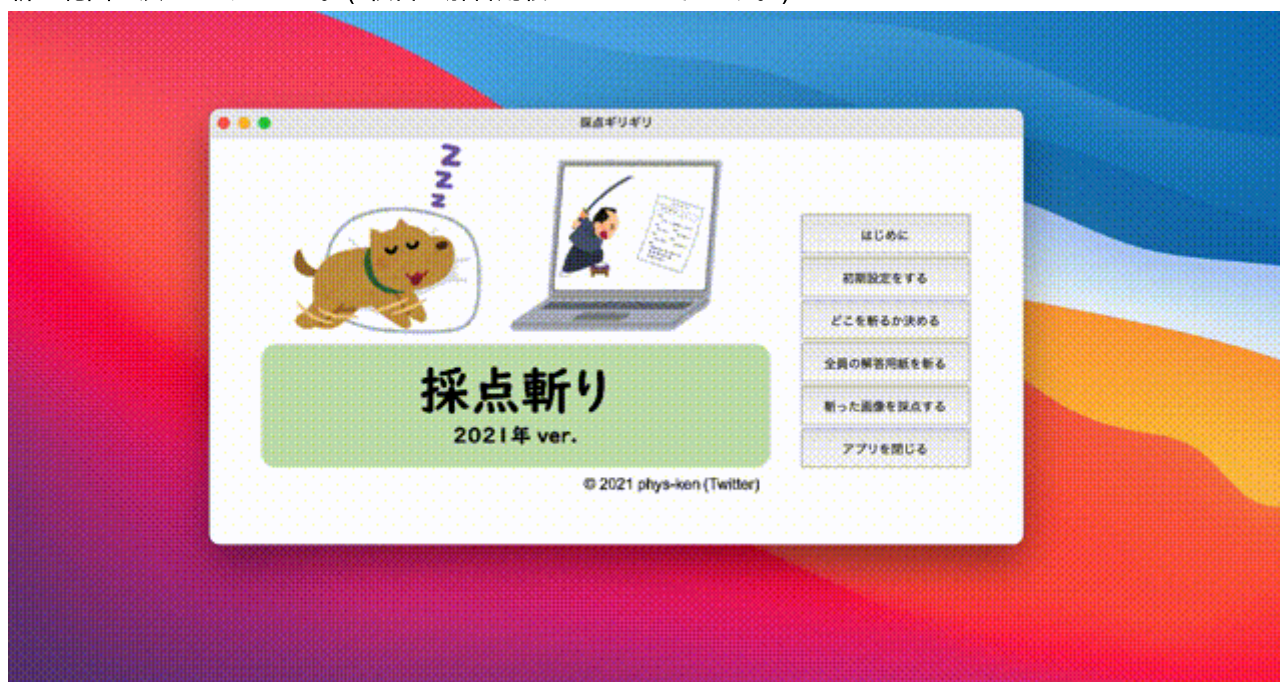 採点ギリギリ
z
z
z
採点斬り
2021年 ver.
© 2021 phys-ken (Twitter)
はじめに
初期設定をする
どこを斬るか決める
全員の解答用紙を斬る
斬った画像を採点する
アプリを閉じる